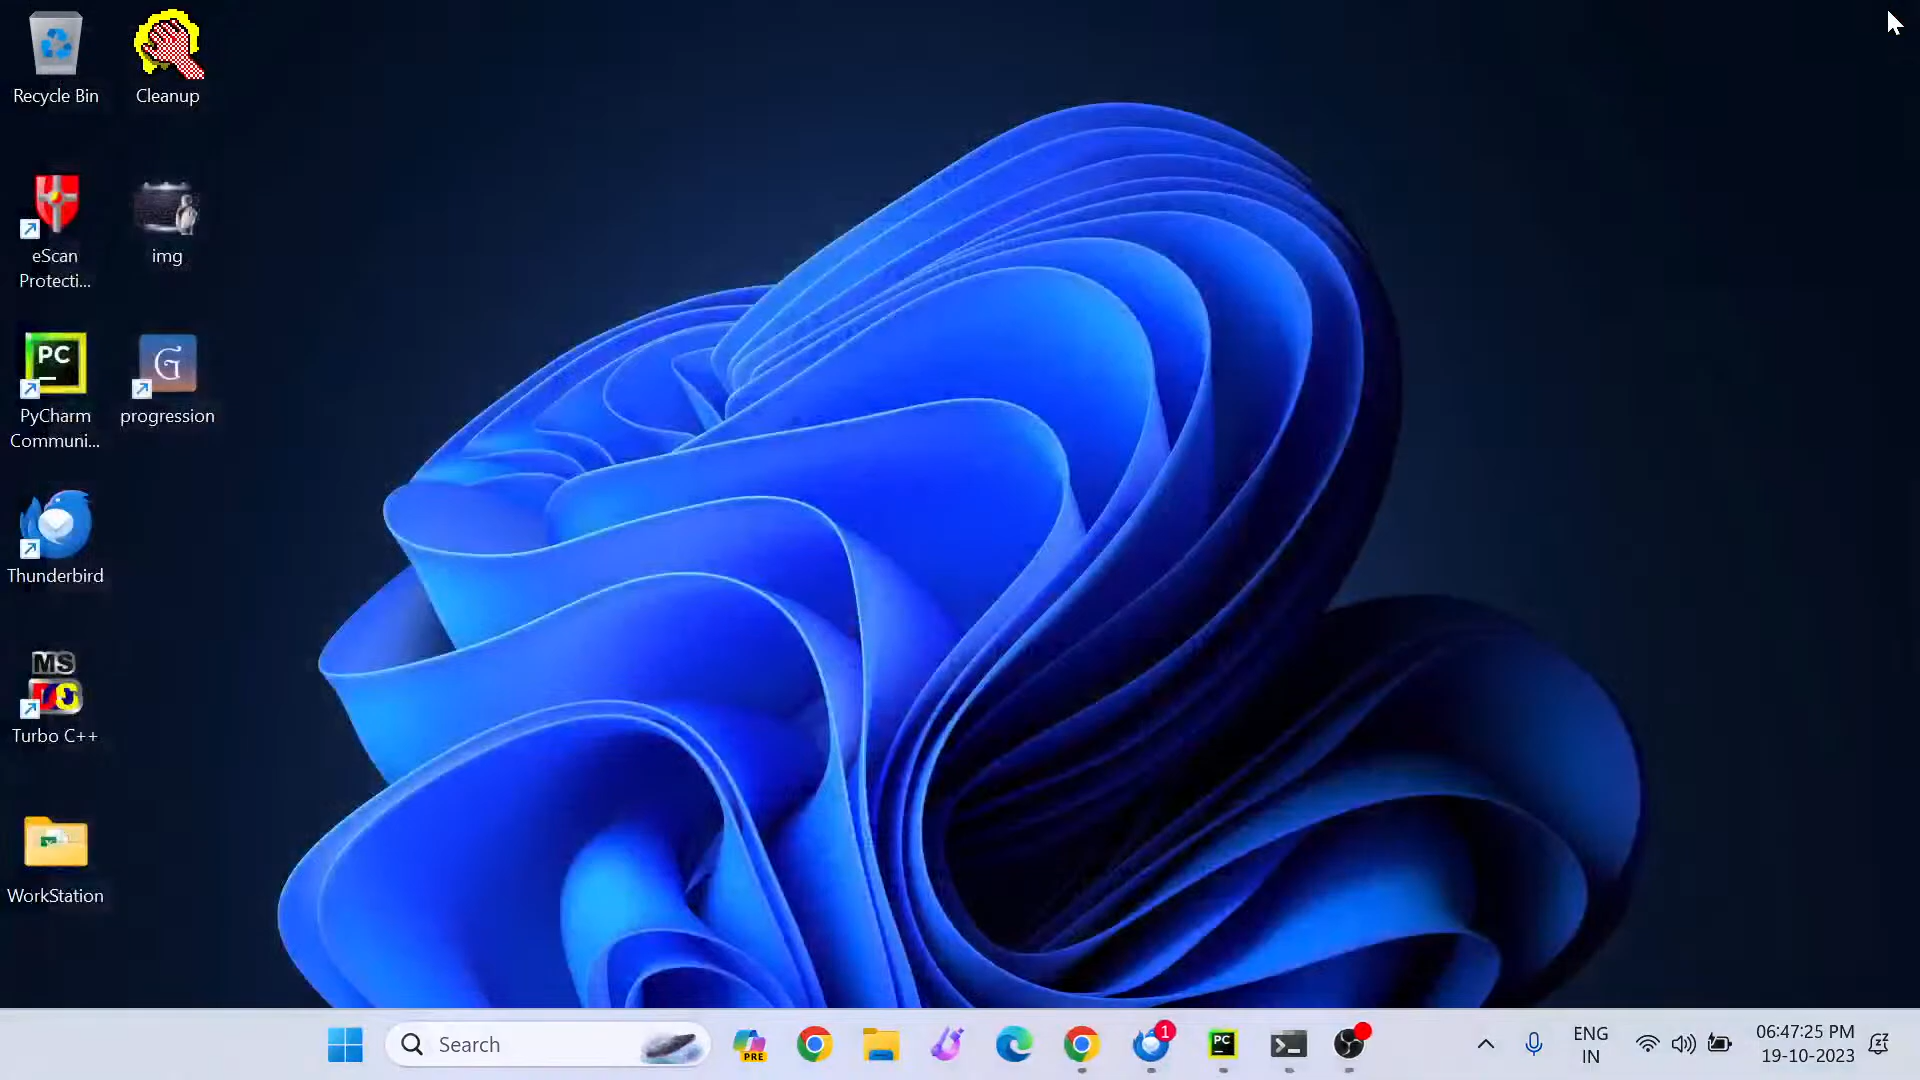 Recycle Bin
Cleanup
eScan
Protecti...
img
PC
PyCharm
Communi...
G
progression
Thunderbird
MS
Turbo C++
WorkStation
Search
PRE
1
PC
ENG
IN
06:47:25 PM
19-10-2023